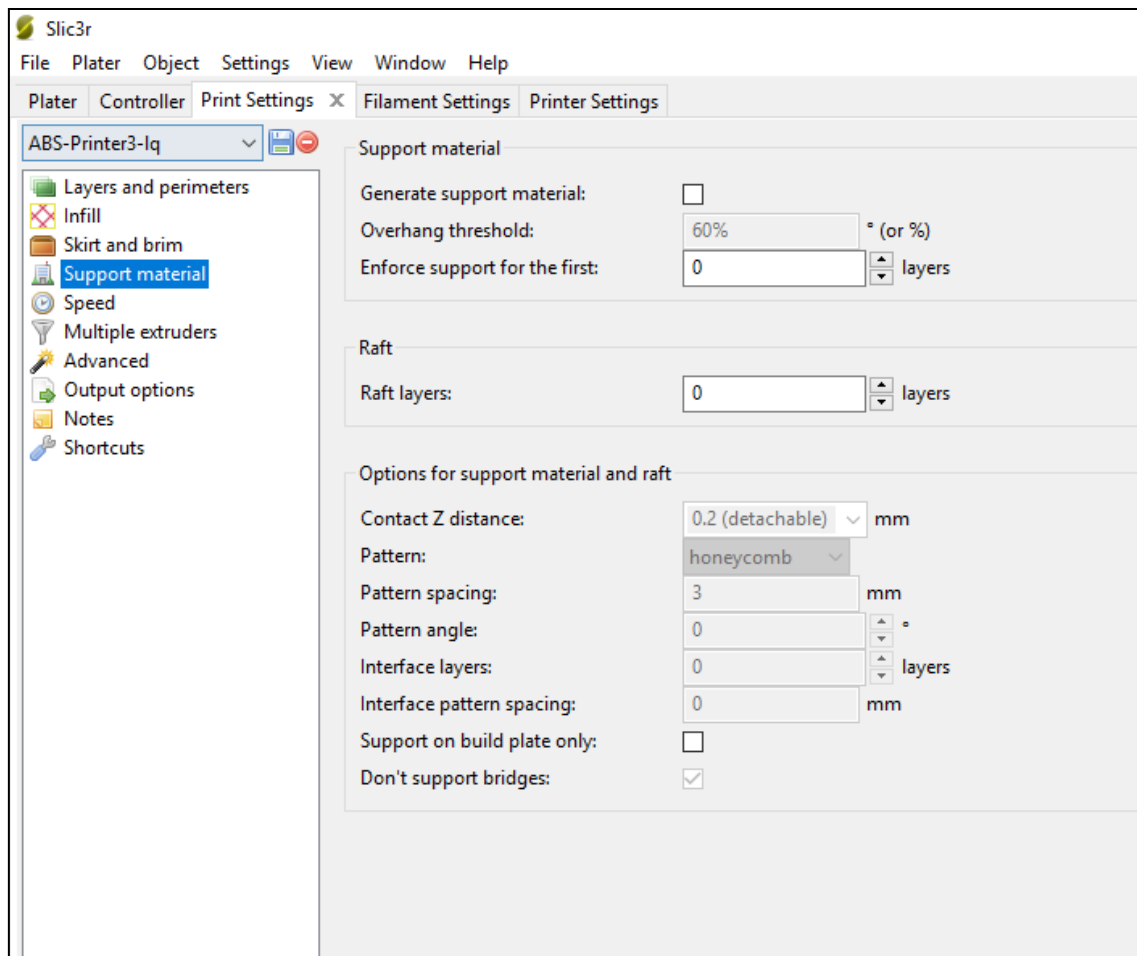 Slic3r
File Plater Object Settings View Window Help
Plater Controller Print Settings X Filament Settings Printer Settings
ABS-Printer3-lq
Layers and perimeters
Infill
Skirt and brim
Support material
Speed
Multiple extruders
Advanced
Output options
Notes
Shortcuts
Support material
Generate support material:
Overhang threshold: 60% ° (or %)
Enforce support for the first: 0 layers
Raft
Raft layers: 0 layers
Options for support material and raft
Contact Z distance: 0.2 (detachable) mm
Pattern: honeycomb
Pattern spacing: 3 mm
Pattern angle: 0 °
Interface layers: 0 layers
Interface pattern spacing: 0 mm
Support on build plate only:
Don't support bridges: